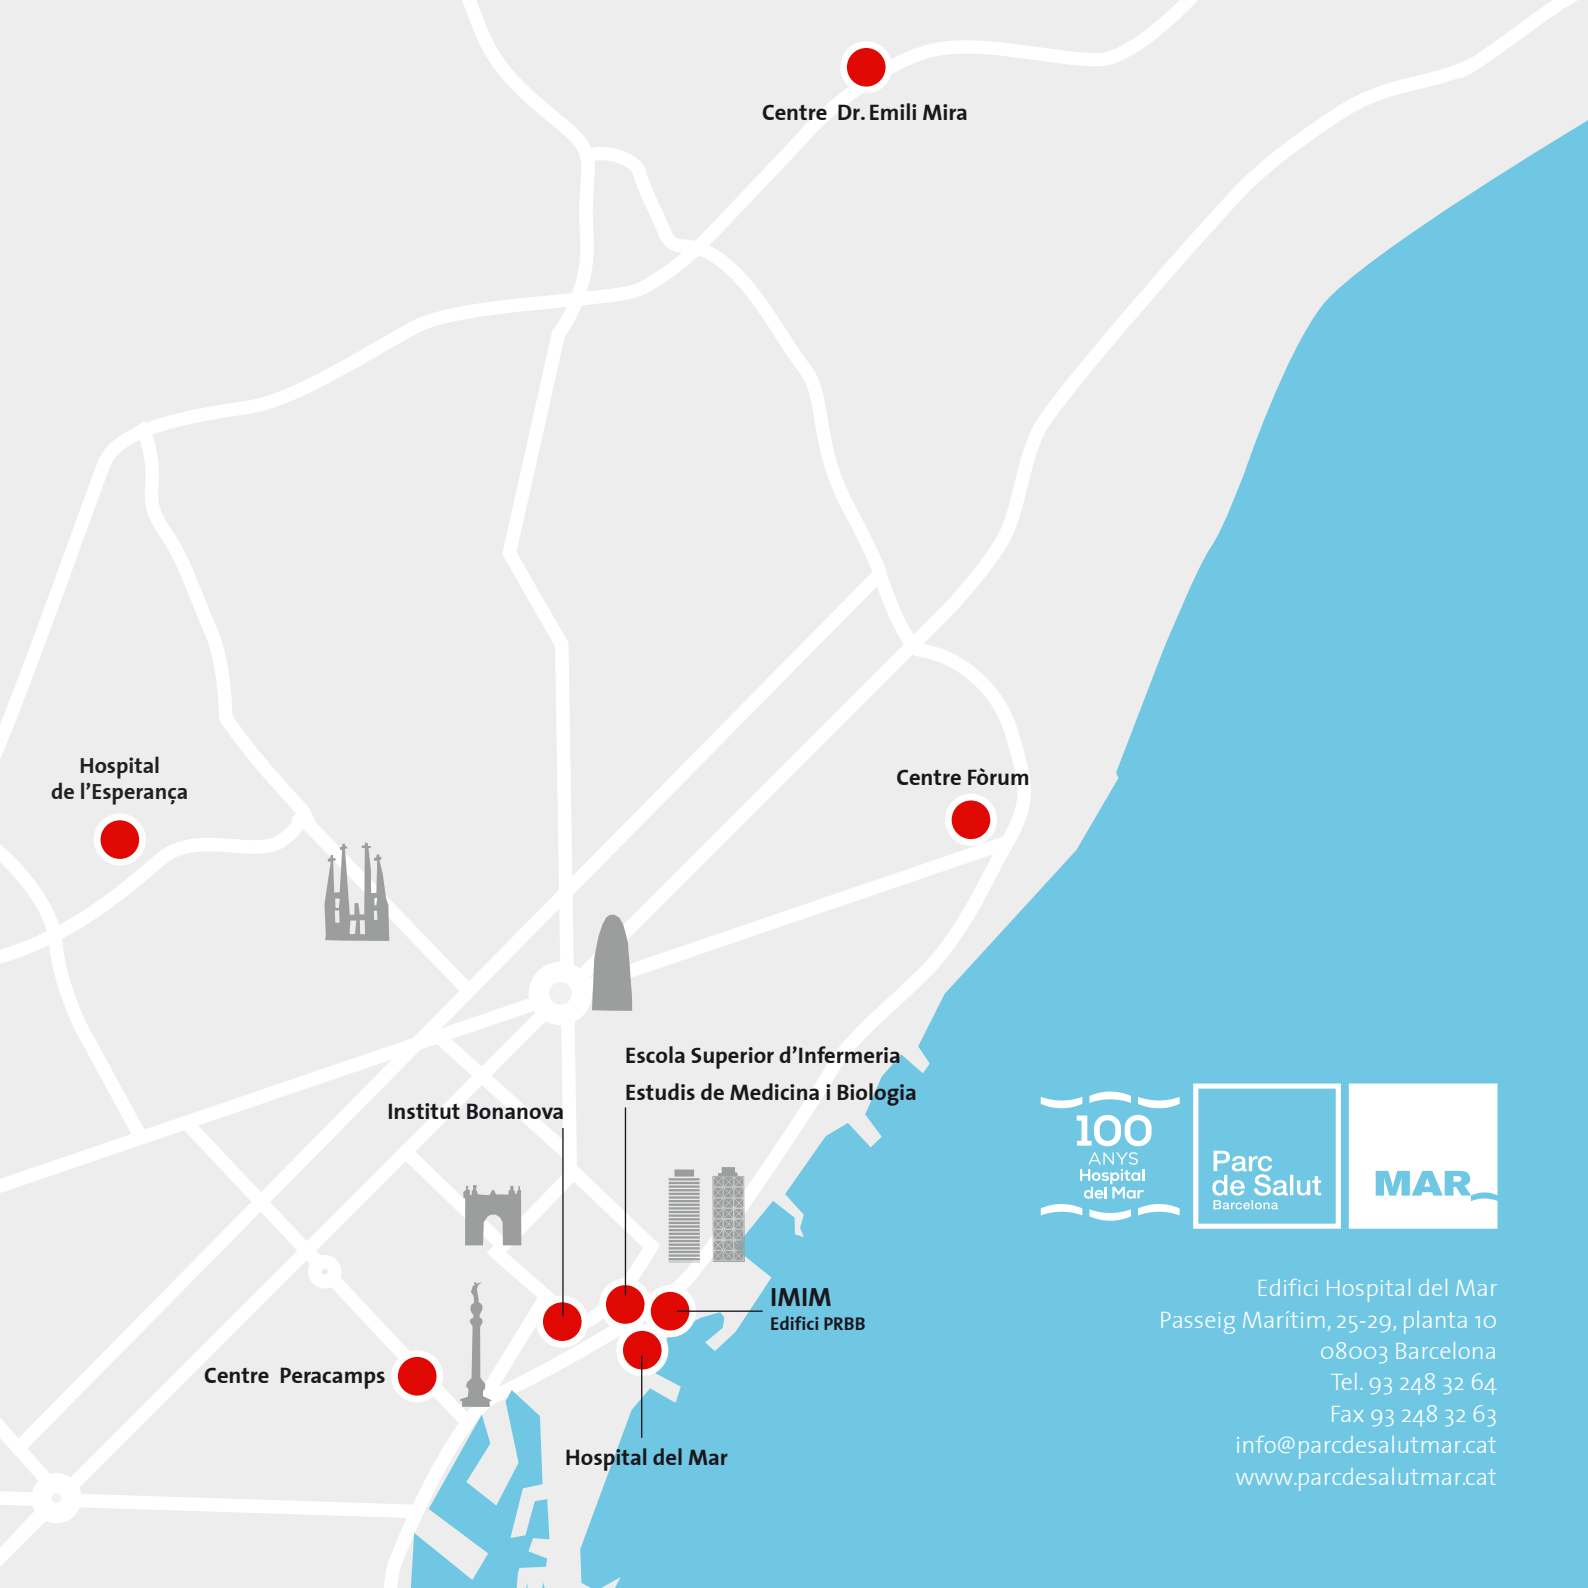 Centre Dr. Emili Mira
Hospital
de l’Esperança
Centre Fòrum
Escola Superior d’Infermeria
Estudis de Medicina i Biologia
Institut Bonanova
IMIM
Edifici PRBB
Centre Peracamps
Hospital del Mar
100
ANYS
Hospital
del Mar
Parc
de Salut
Barcelona
MAR
Edifici Hospital del Mar
Passeig Marítim, 25-29, planta 10
08003 Barcelona
Tel. 93 248 32 64
Fax 93 248 32 63
info@parcdesalutmar.cat
www.parcdesalutmar.cat